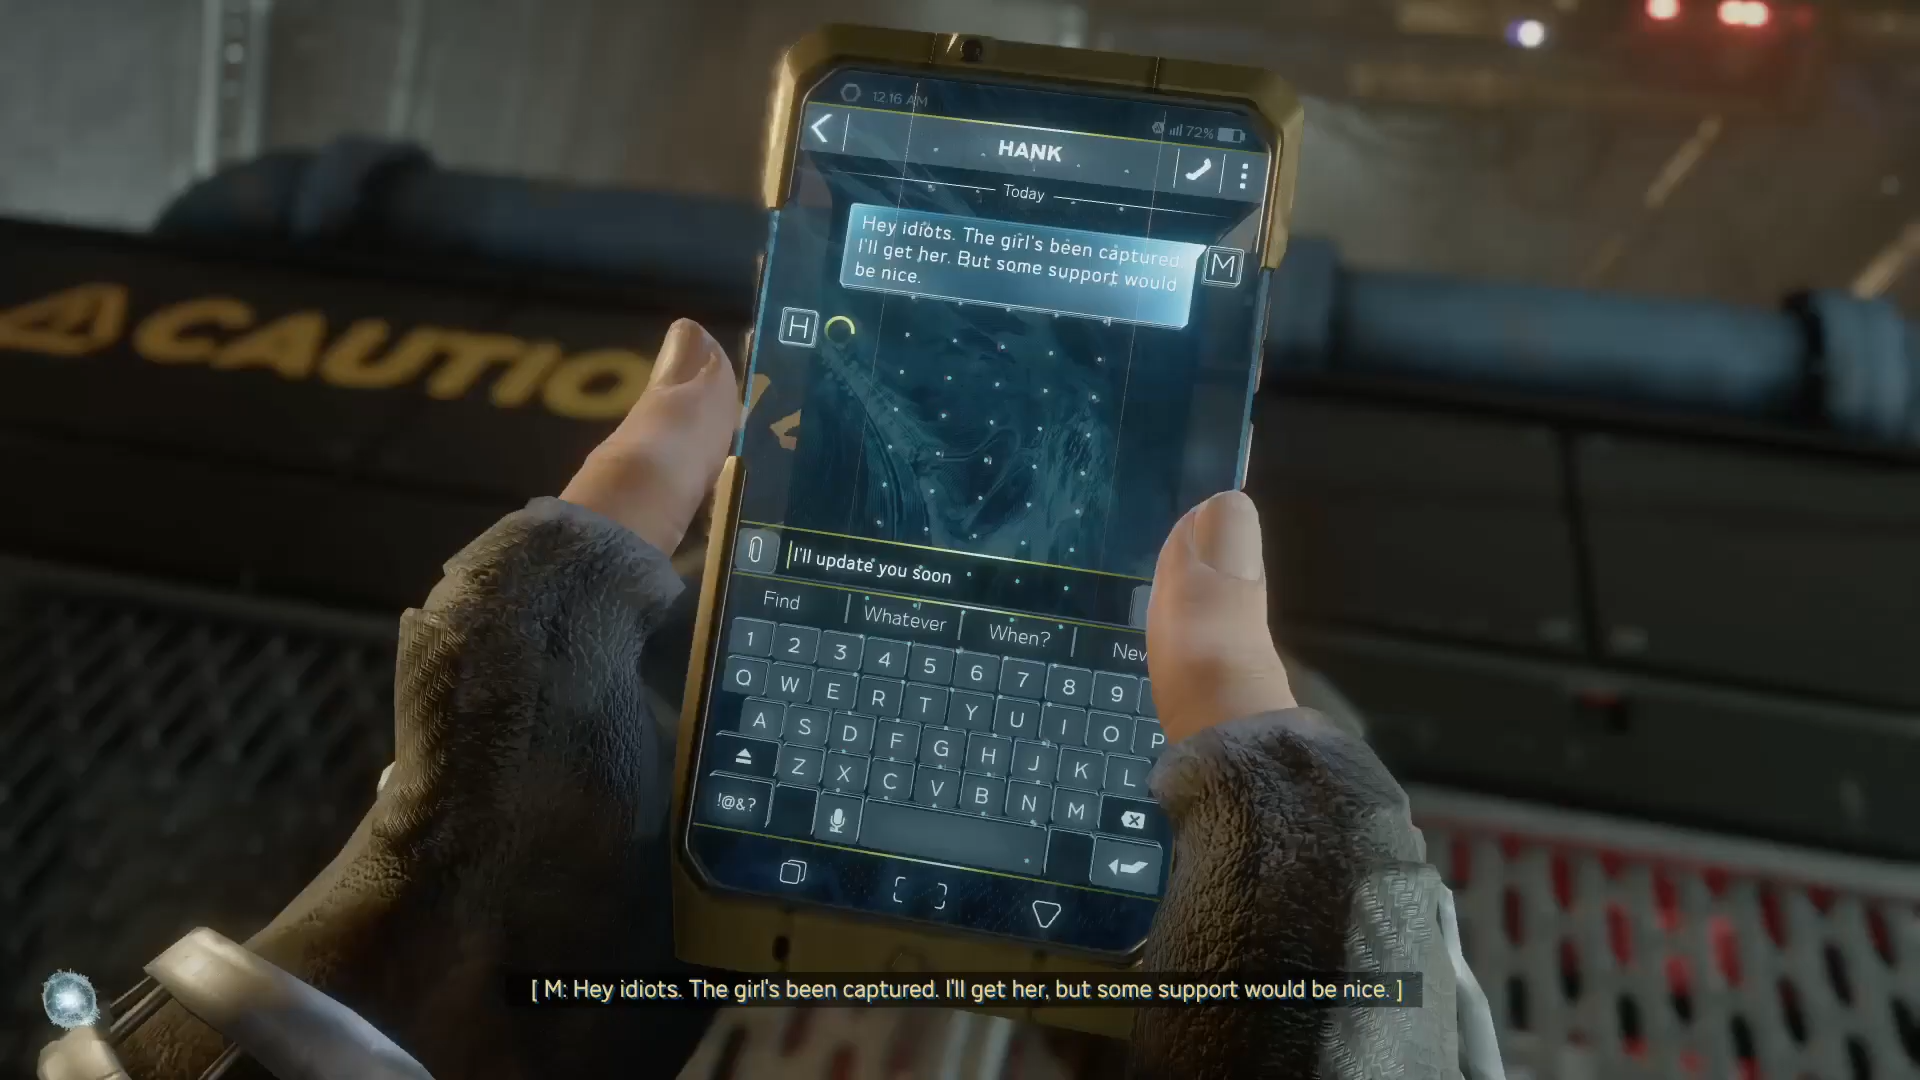 12.16 AM
72%
HANK
Today
Hey idiots. The girl's been captured.
I'll get her. But some support would
be nice.
M
H
CAUTIO
I'll update you soon
Find
Whatever
When?
Nev
1 2 3 4 5 6 7 8 9
Q W E R T Y U I O P
A S D F G H J K L
Z X C V B N M
!@&?
[ M: Hey idiots. The girl's been captured. I'll get her, but some support would be nice. ]